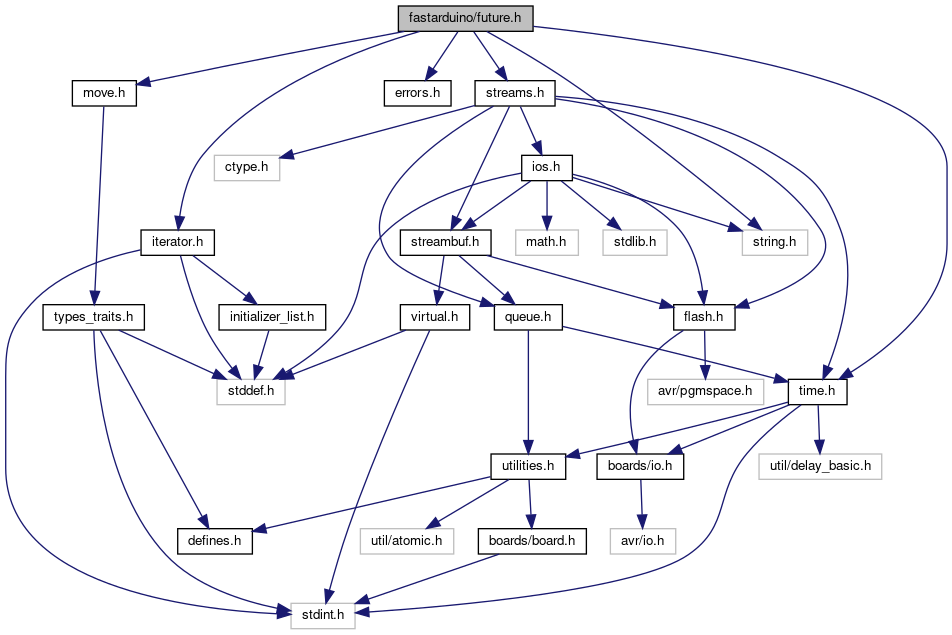 fastarduino/future.h
move.h
errors.h
streams.h
ctype.h
ios.h
iterator.h
streambuf.h
math.h
stdlib.h
string.h
types_traits.h
initializer_list.h
virtual.h
queue.h
flash.h
stddef.h
avr/pgmspace.h
time.h
utilities.h
boards/io.h
util/delay_basic.h
defines.h
util/atomic.h
boards/board.h
avr/io.h
stdint.h